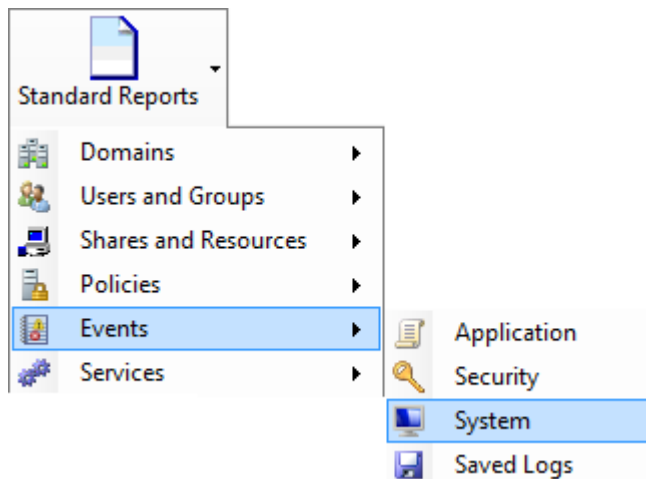 Standard Reports
Domains
Users and Groups
Shares and Resources
Policies
Events
Services
Application
Security
System
Saved Logs